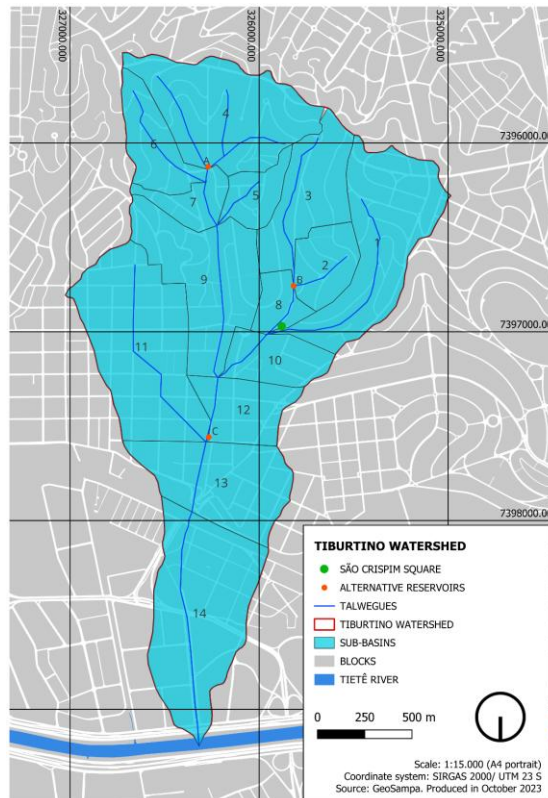 327000.000
326000.000
325000.000
4
7396000.000
6
A
7
5
3
1
2
B
9
8
7397000.000
11
10
12
C
13
7398000.000
14
TIBURTINO WATERSHED
SÃO CRISPIM SQUARE
ALTERNATIVE RESERVOIRS
TALWEGUES
TIBURTINO WATERSHED
SUB-BASINS
BLOCKS
TIETÊ RIVER
0 250 500 m
Scale: 1:15.000 (A4 portrait)
Coordinate system: SIRGAS 2000/ UTM 23 S
Source: GeoSampa. Produced in October 2023